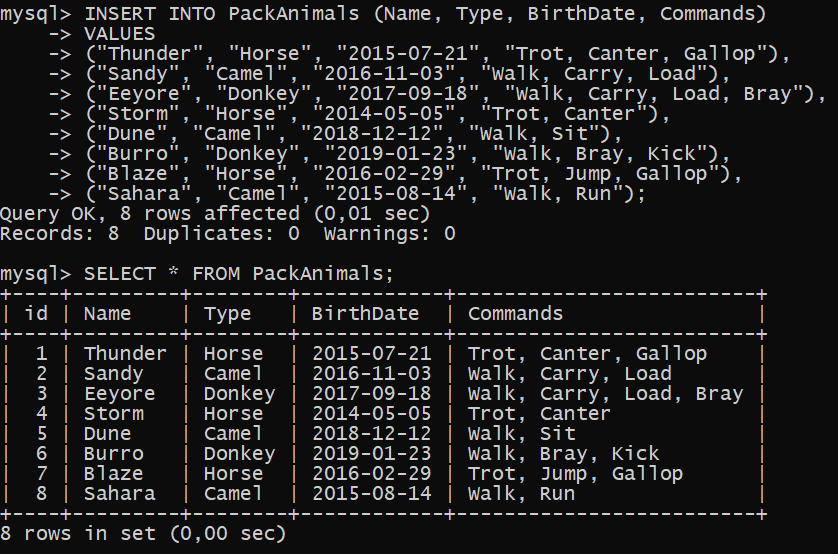 mysql> INSERT INTO PackAnimals (Name, Type, BirthDate, Commands)
    -> VALUES
    -> ("Thunder", "Horse", "2015-07-21", "Trot, Canter, Gallop"),
    -> ("Sandy", "Camel", "2016-11-03", "Walk, Carry, Load"),
    -> ("Eeyore", "Donkey", "2017-09-18", "Walk, Carry, Load, Bray"),
    -> ("Storm", "Horse", "2014-05-05", "Trot, Canter"),
    -> ("Dune", "Camel", "2018-12-12", "Walk, Sit"),
    -> ("Burro", "Donkey", "2019-01-23", "Walk, Bray, Kick"),
    -> ("Blaze", "Horse", "2016-02-29", "Trot, Jump, Gallop"),
    -> ("Sahara", "Camel", "2015-08-14", "Walk, Run");
Query OK, 8 rows affected (0,01 sec)
Records: 8  Duplicates: 0  Warnings: 0

mysql> SELECT * FROM PackAnimals;
+----+---------+--------+------------+-------------------------+
| id | Name    | Type   | BirthDate  | Commands                |
+----+---------+--------+------------+-------------------------+
|  1 | Thunder | Horse  | 2015-07-21 | Trot, Canter, Gallop    |
|  2 | Sandy   | Camel  | 2016-11-03 | Walk, Carry, Load       |
|  3 | Eeyore  | Donkey | 2017-09-18 | Walk, Carry, Load, Bray |
|  4 | Storm   | Horse  | 2014-05-05 | Trot, Canter            |
|  5 | Dune    | Camel  | 2018-12-12 | Walk, Sit               |
|  6 | Burro   | Donkey | 2019-01-23 | Walk, Bray, Kick        |
|  7 | Blaze   | Horse  | 2016-02-29 | Trot, Jump, Gallop      |
|  8 | Sahara  | Camel  | 2015-08-14 | Walk, Run               |
+----+---------+--------+------------+-------------------------+
8 rows in set (0,00 sec)